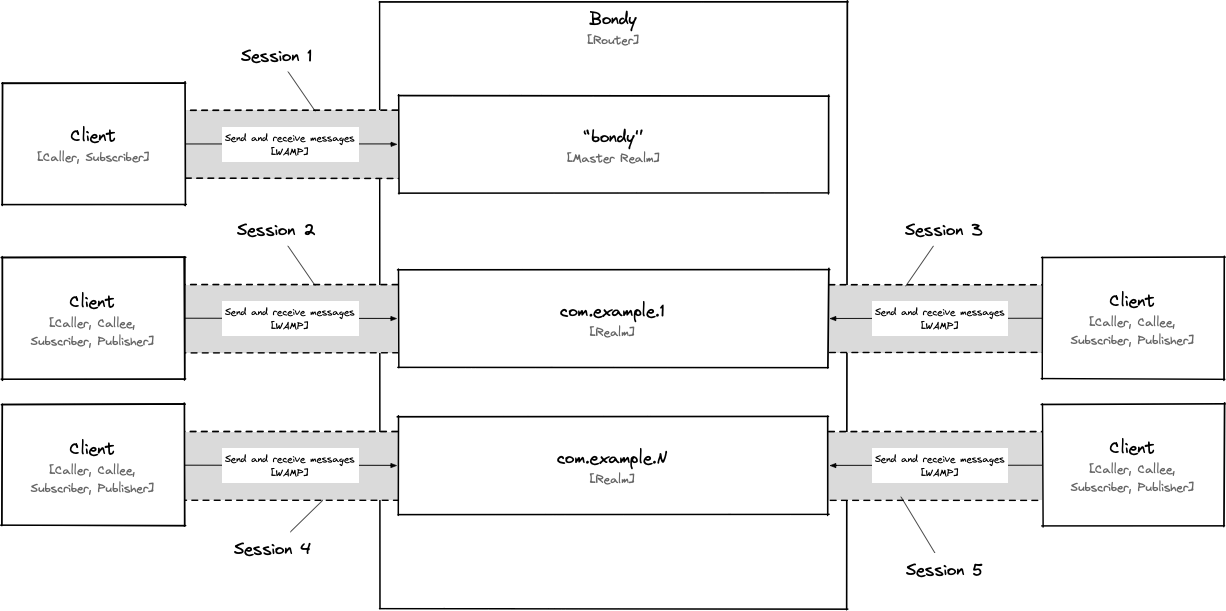 Bondy
[Router]
Session 1
Client
[Caller, Subscriber]
Send and receive messages
[WAMP]
“bondy”
[Master Realm]
Session 2
Session 3
Client
[Caller, Callee,
Subscriber, Publisher]
Send and receive messages
[WAMP]
com.example.1
[Realm]
Send and receive messages
[WAMP]
Client
[Caller, Callee,
Subscriber, Publisher]
Client
[Caller, Callee,
Subscriber, Publisher]
Send and receive messages
[WAMP]
com.example.N
[Realm]
Send and receive messages
[WAMP]
Client
[Caller, Callee,
Subscriber, Publisher]
Session 4
Session 5